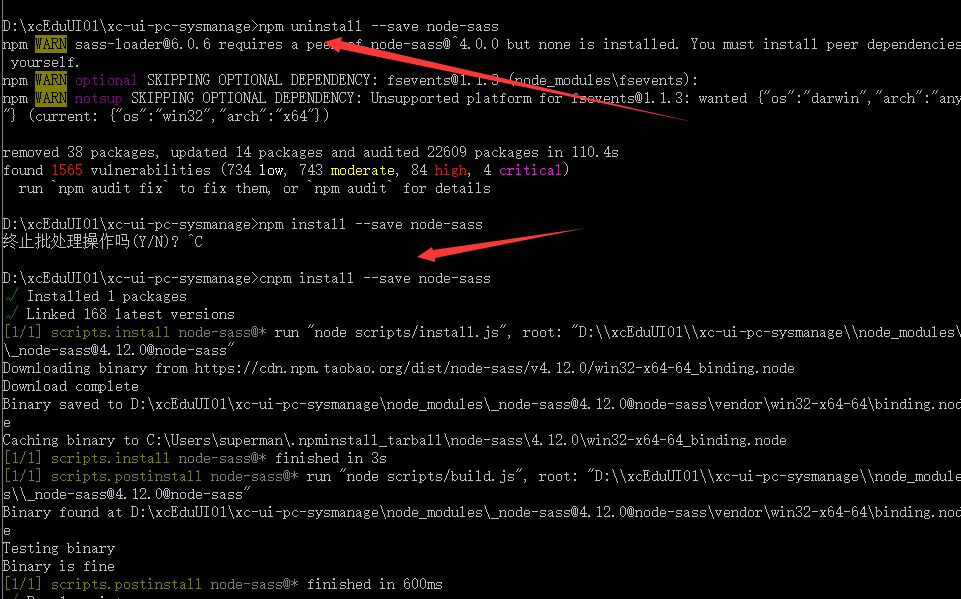 D:\xcEduUI01\xc-ui-pc-sysmanage>npm uninstall --save node-sass
npm WARN sass-loader@6.0.6 requires a peer of node-sass@^4.0.0 but none is installed. You must install peer dependencies
yourself.
npm WARN optional SKIPPING OPTIONAL DEPENDENCY: fsevents@1.1.3 (node_modules\fsevents):
npm WARN notsup SKIPPING OPTIONAL DEPENDENCY: Unsupported platform for fsevents@1.1.3: wanted {"os":"darwin","arch":"any
"} (current: {"os":"win32","arch":"x64"})
removed 38 packages, updated 14 packages and audited 22609 packages in 110.4s
found 1565 vulnerabilities (734 low, 743 moderate, 84 high, 4 critical)
run `npm audit fix` to fix them, or `npm audit` for details
D:\xcEduUI01\xc-ui-pc-sysmanage>npm install --save node-sass
终止批处理操作吗(Y/N)? ^C
D:\xcEduUI01\xc-ui-pc-sysmanage>cnpm install --save node-sass
√ Installed 1 packages
√ Linked 168 latest versions
[1/1] scripts.install node-sass@* run "node scripts/install.js", root: "D:\\xcEduUI01\\xc-ui-pc-sysmanage\\node_modules\
\_node-sass@4.12.0@node-sass"
Downloading binary from https://cdn.npm.taobao.org/dist/node-sass/v4.12.0/win32-x64-64_binding.node
Download complete
Binary saved to D:\xcEduUI01\xc-ui-pc-sysmanage\node_modules\_node-sass@4.12.0@node-sass\vendor\win32-x64-64\binding.nod
e
Caching binary to C:\Users\superman\.npminstall_tarball\node-sass\4.12.0\win32-x64-64_binding.node
[1/1] scripts.install node-sass@* finished in 3s
[1/1] scripts.postinstall node-sass@* run "node scripts/build.js", root: "D:\\xcEduUI01\\xc-ui-pc-sysmanage\\node_module
s\\_node-sass@4.12.0@node-sass"
Binary found at D:\xcEduUI01\xc-ui-pc-sysmanage\node_modules\_node-sass@4.12.0@node-sass\vendor\win32-x64-64\binding.nod
e
Testing binary
Binary is fine
[1/1] scripts.postinstall node-sass@* finished in 600ms